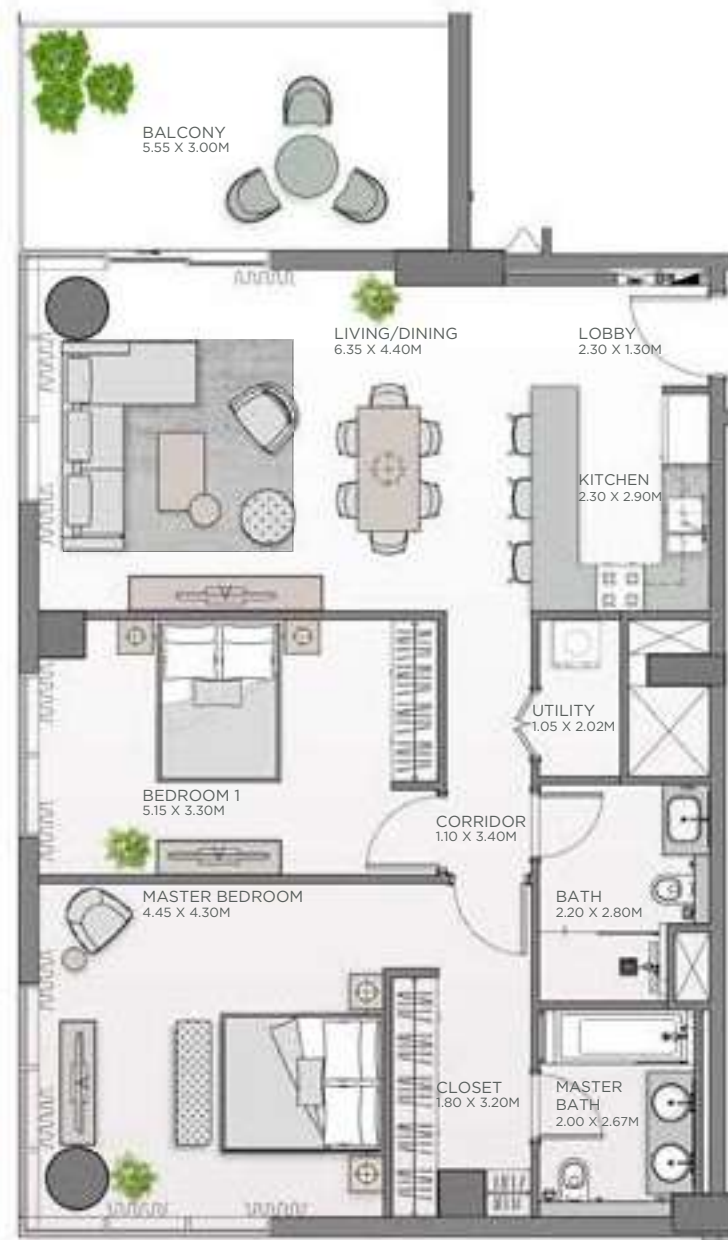 BALCONY
5.55 X 3.00M
LIVING/DINING
6.35 X 4.40M
LOBBY
2.30 X 1.30M
KITCHEN
2.30 X 2.90M
UTILITY
1.05 X 2.02M
BEDROOM 1
5.15 X 3.30M
CORRIDOR
1.10 X 3.40M
MASTER BEDROOM
4.45 X 4.30M
BATH
2.20 X 2.80M
CLOSET
1.80 X 3.20M
MASTER
BATH
2.00 X 2.67M